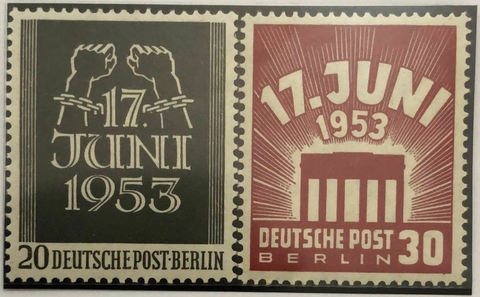 17.
JUNI
1953
20 DEUTSCHE POST·BERLIN
17. JUNI
1953
DEUTSCHE POST
BERLIN 30